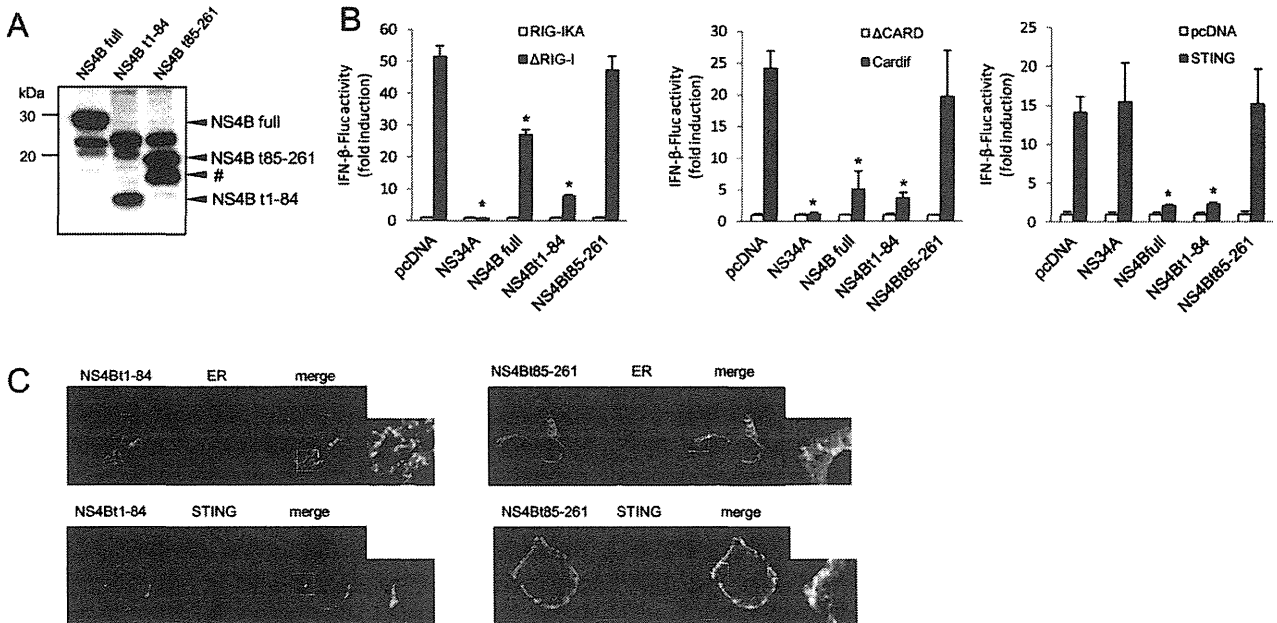 A
NS4B full
NS4B t1-84
NS4B t85-261
kDa
30
20
NS4B full
NS4B t85-261
#
NS4B t1-84
B
IFN-β-Fluc activity
(fold induction)
60
50
40
30
20
10
0
RIG-IKA
ΔRIG-I
*
*
*
pcDNA
NS34A
NS4B full
NS4Bt1-84
NS4Bt85-261
IFN-β-Fluc activity
(fold induction)
35
30
25
20
15
10
5
0
ΔCARD
Cardif
*
*
*
pcDNA
NS34A
NS4B full
NS4Bt1-84
NS4Bt85-261
IFN-β-Fluc activity
(fold induction)
25
20
15
10
5
0
pcDNA
STING
*
*
pcDNA
NS34A
NS4Bfull
NS4Bt1-84
NS4Bt85-261
C
NS4Bt1-84 ER merge
NS4Bt85-261 ER merge
NS4Bt1-84 STING merge
NS4Bt85-261 STING merge